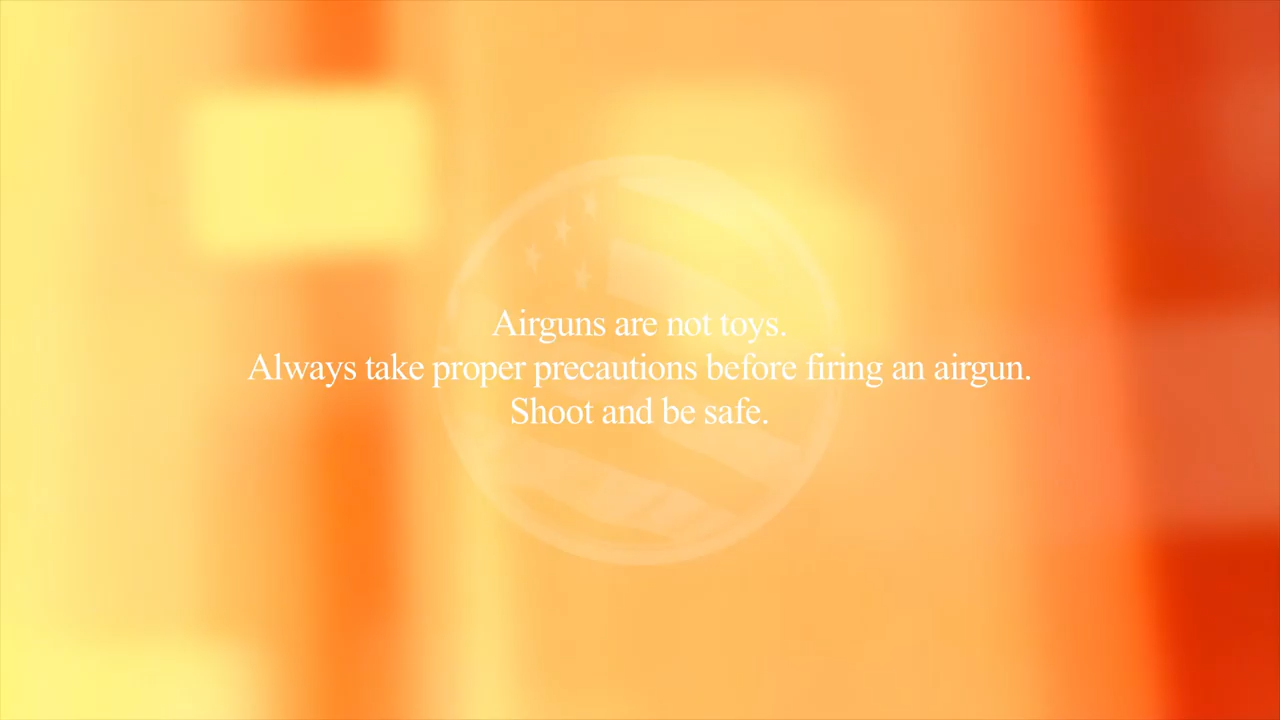 Airguns are not toys.
Always take proper precautions before firing an airgun.
Shoot and be safe.